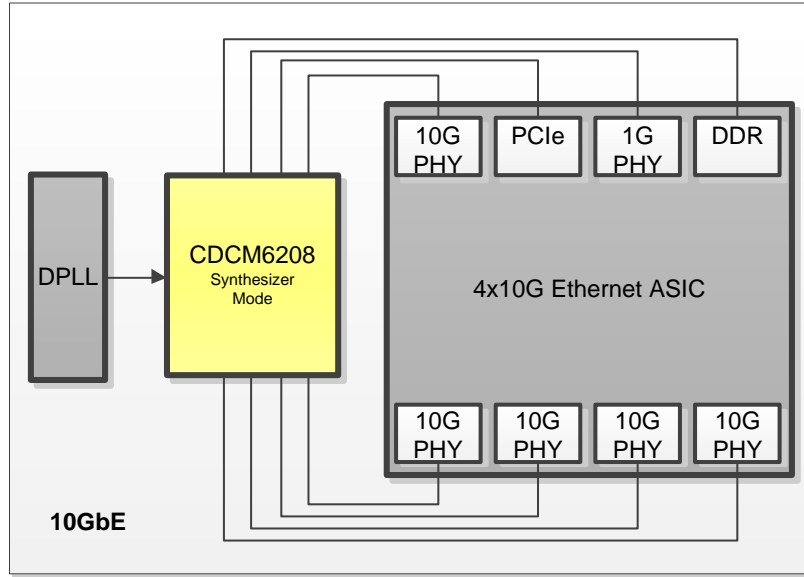 10G
PHY
PCIe
1G
PHY
DDR
DPLL
CDCM6208
Synthesizer
Mode
4x10G Ethernet ASIC
10G
PHY
10G
PHY
10G
PHY
10G
PHY
10GbE